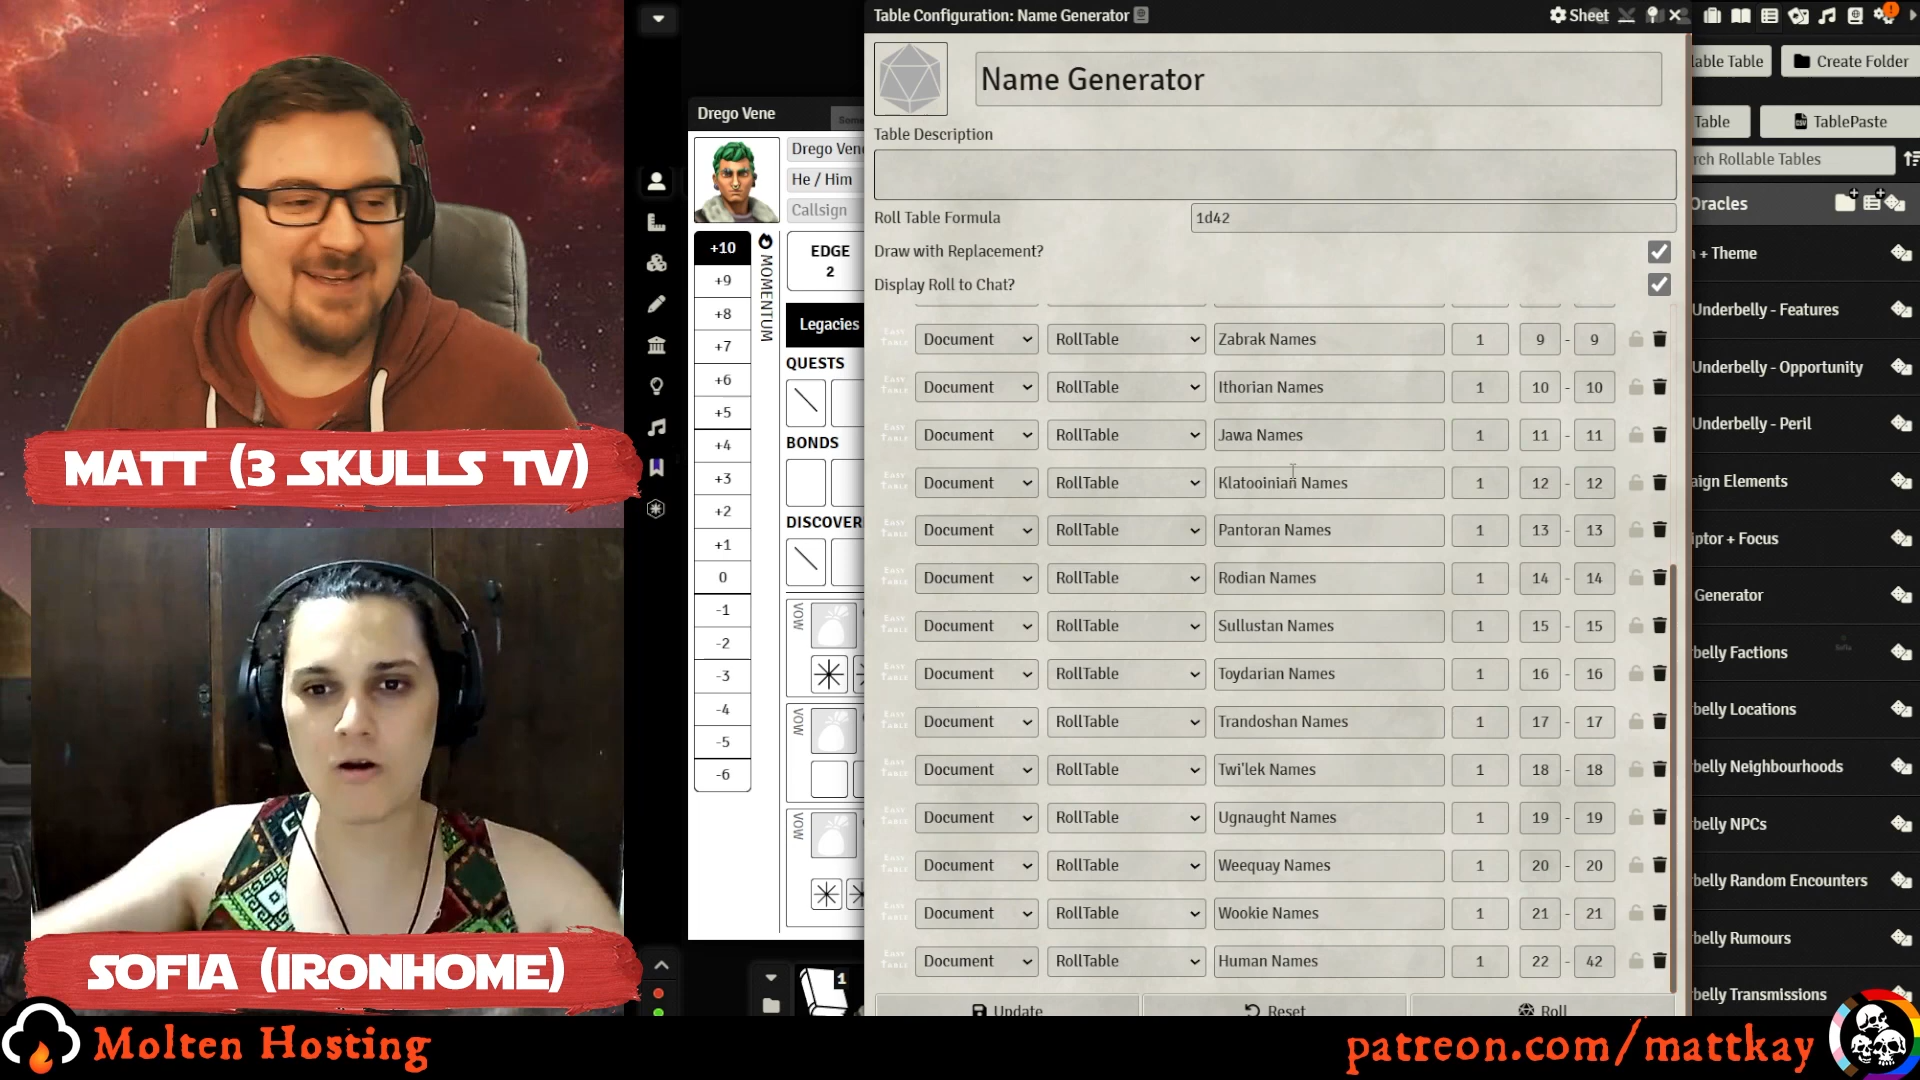 Table Configuration: Name Generator
Sheet
Name Generator
Table Description
Roll Table Formula
1d42
Draw with Replacement?
Display Roll to Chat?
Document RollTable Zabrak Names 1 9 - 9
Document RollTable Ithorian Names 1 10 - 10
Document RollTable Jawa Names 1 11 - 11
Document RollTable Klatooinian Names 1 12 - 12
Document RollTable Pantoran Names 1 13 - 13
Document RollTable Rodian Names 1 14 - 14
Document RollTable Sullustan Names 1 15 - 15
Document RollTable Toydarian Names 1 16 - 16
Document RollTable Trandoshan Names 1 17 - 17
Document RollTable Twi'lek Names 1 18 - 18
Document RollTable Ugnaught Names 1 19 - 19
Document RollTable Weequay Names 1 20 - 20
Document RollTable Wookie Names 1 21 - 21
Document RollTable Human Names 1 22 - 42
Update
Reset
Roll
Drego Vene
Drego Vene
He / Him
Callsign
+10
+9
+8
+7
+6
+5
+4
+3
+2
+1
0
-1
-2
-3
-4
-5
-6
MOMENTUM
EDGE
2
Legacies
QUESTS
BONDS
DISCOVER
VOW
VOW
VOW
1
lable Table
Create Folder
Table
TablePaste
rch Rollable Tables
Oracles
+ Theme
Underbelly - Features
Underbelly - Opportunity
Underbelly - Peril
aign Elements
iptor + Focus
Generator
belly Factions
belly Locations
belly Neighbourhoods
belly NPCs
belly Random Encounters
belly Rumours
belly Transmissions
MATT (3 SKULLS TV)
SOFIA (IRONHOME)
Molten Hosting
patreon.com/mattkay